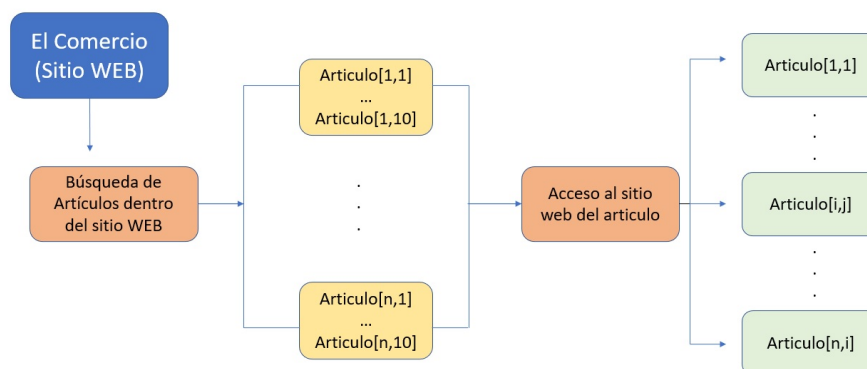 El Comercio
(Sitio WEB)
Búsqueda de
Artículos dentro
del sitio WEB
Articulo[1,1]
...
Articulo[1,10]
.
.
.
Articulo[n,1]
...
Articulo[n,10]
Acceso al sitio
web del articulo
Articulo[1,1]
.
.
.
Articulo[i,j]
.
.
.
Articulo[n,i]